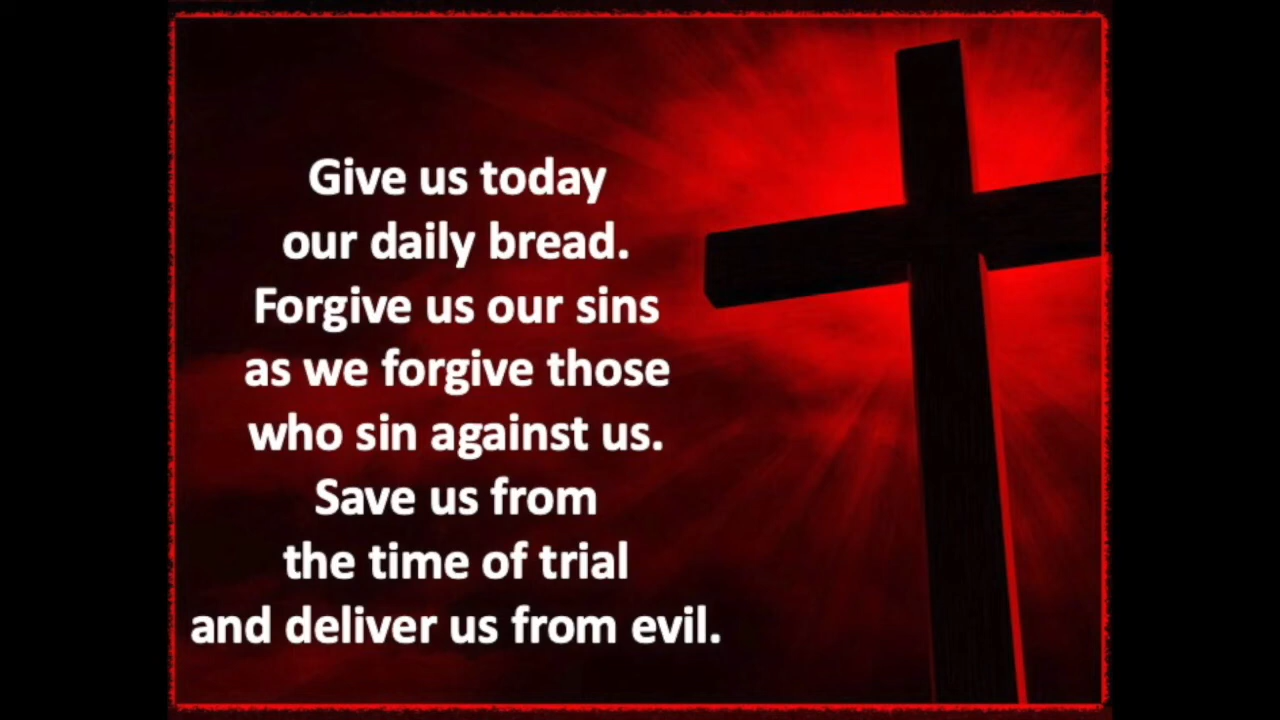 Give us today
our daily bread.
Forgive us our sins
as we forgive those
who sin against us.
Save us from
the time of trial
and deliver us from evil.